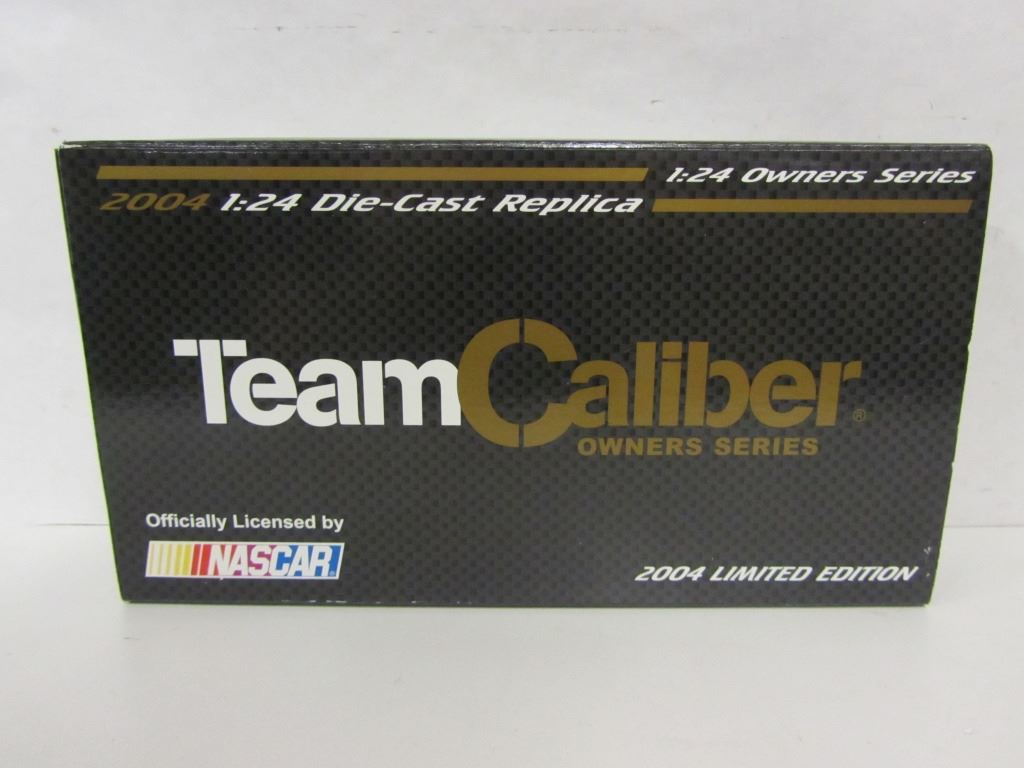 1:24 Owners Series
2004 1:24 Die-Cast Replica
TeamCaliber®
OWNERS SERIES
Officially Licensed by
NASCAR®
2004 LIMITED EDITION